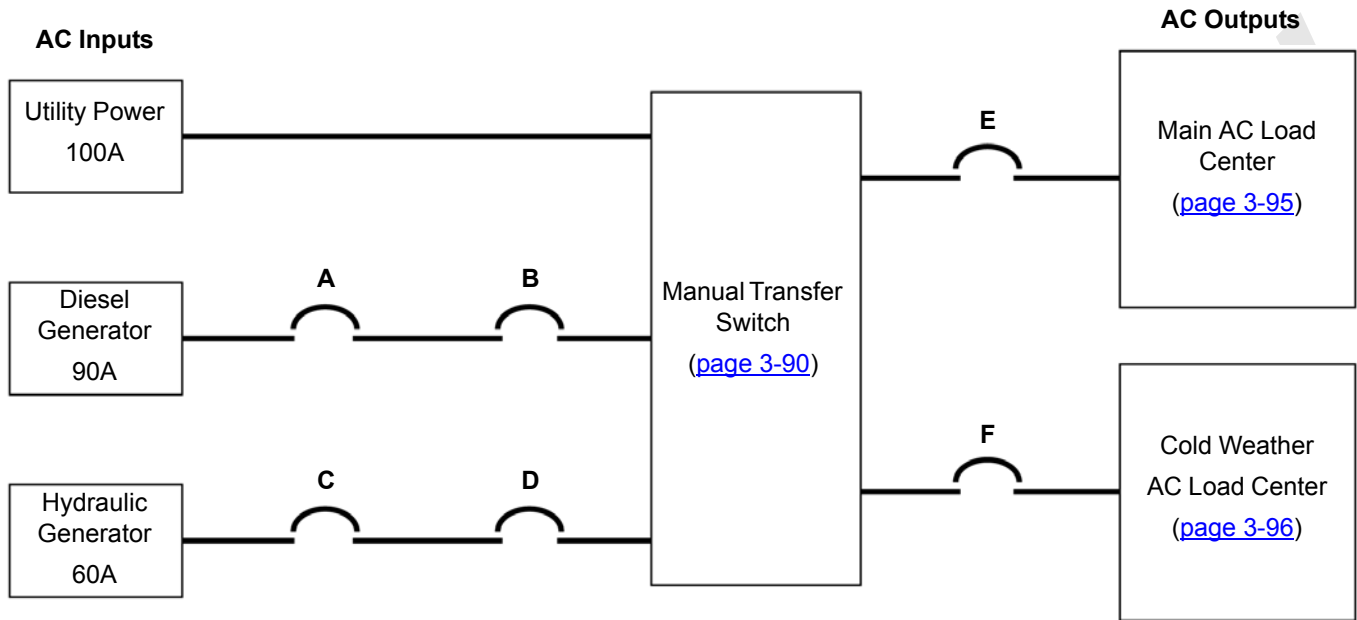 AC Inputs
AC Outputs
Utility Power
100A
Diesel
Generator
90A
Hydraulic
Generator
60A
A
B
C
D
Manual Transfer
Switch
(page 3-90)
E
F
Main AC Load
Center
(page 3-95)
Cold Weather
AC Load Center
(page 3-96)